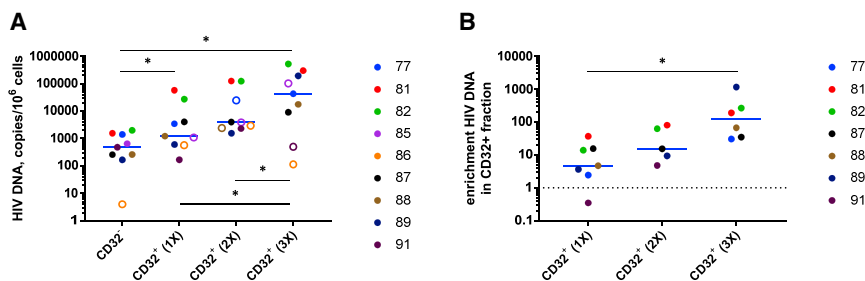 A
HIV DNA, copies/10⁶ cells
1000000
100000
10000
1000
100
10
1
*
*
*
*
CD32⁻
CD32⁺ (1X)
CD32⁺ (2X)
CD32⁺ (3X)
77
81
82
85
86
87
88
89
91
B
enrichment HIV DNA
in CD32+ fraction
10000
1000
100
10
1
0.1
*
CD32⁺ (1X)
CD32⁺ (2X)
CD32⁺ (3X)
77
81
82
87
88
89
91